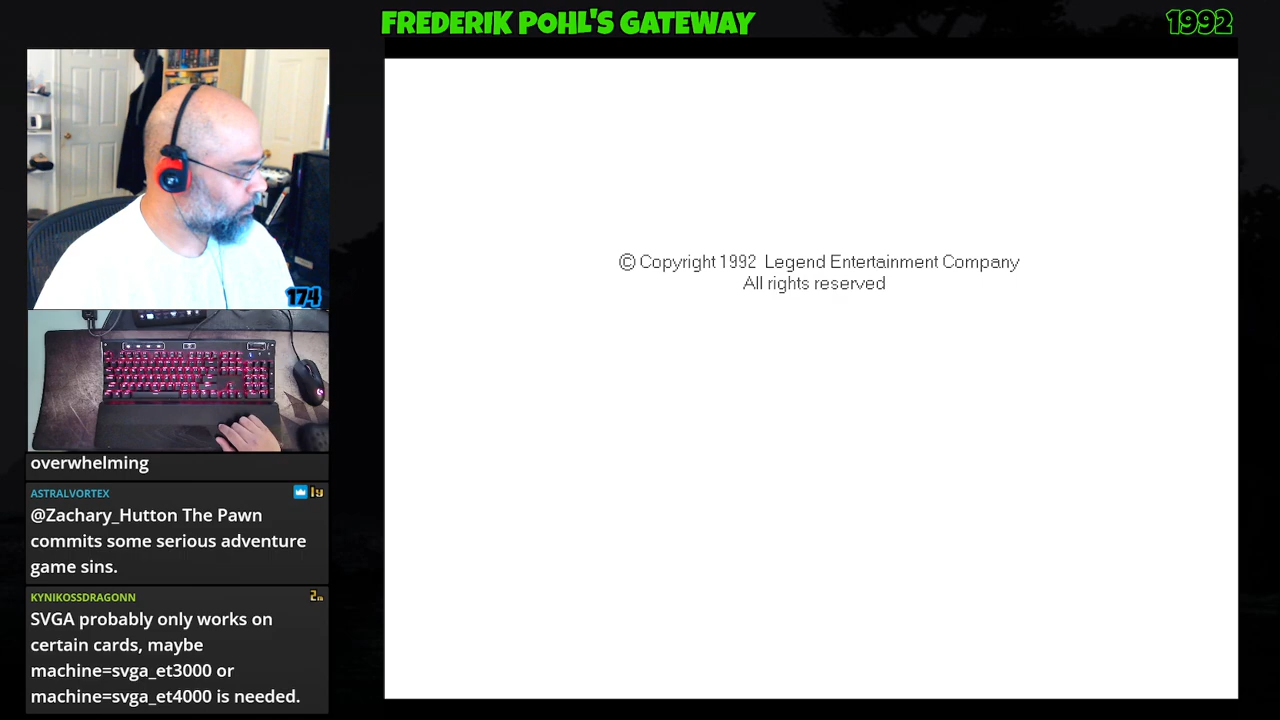 FREDERIK POHL'S GATEWAY
1992
174
© Copyright 1992 Legend Entertainment Company
All rights reserved
overwhelming
ASTRALVORTEX
1y
@Zachary_Hutton The Pawn
commits some serious adventure
game sins.
KYNIKOSSDRAGONN
2m
SVGA probably only works on
certain cards, maybe
machine=svga_et3000 or
machine=svga_et4000 is needed.